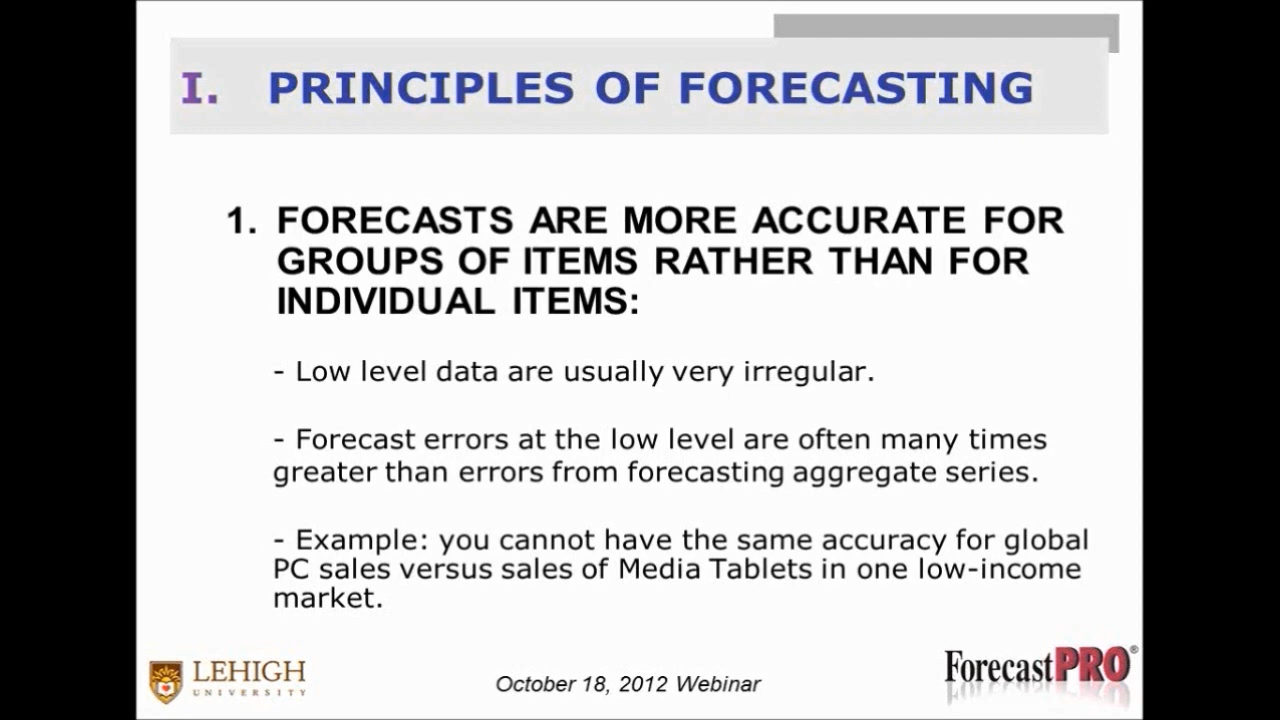 I. PRINCIPLES OF FORECASTING
1. FORECASTS ARE MORE ACCURATE FOR
GROUPS OF ITEMS RATHER THAN FOR
INDIVIDUAL ITEMS:
- Low level data are usually very irregular.
- Forecast errors at the low level are often many times
greater than errors from forecasting aggregate series.
- Example: you cannot have the same accuracy for global
PC sales versus sales of Media Tablets in one low-income
market.
LEHIGH
UNIVERSITY
October 18, 2012 Webinar
ForecastPRO®